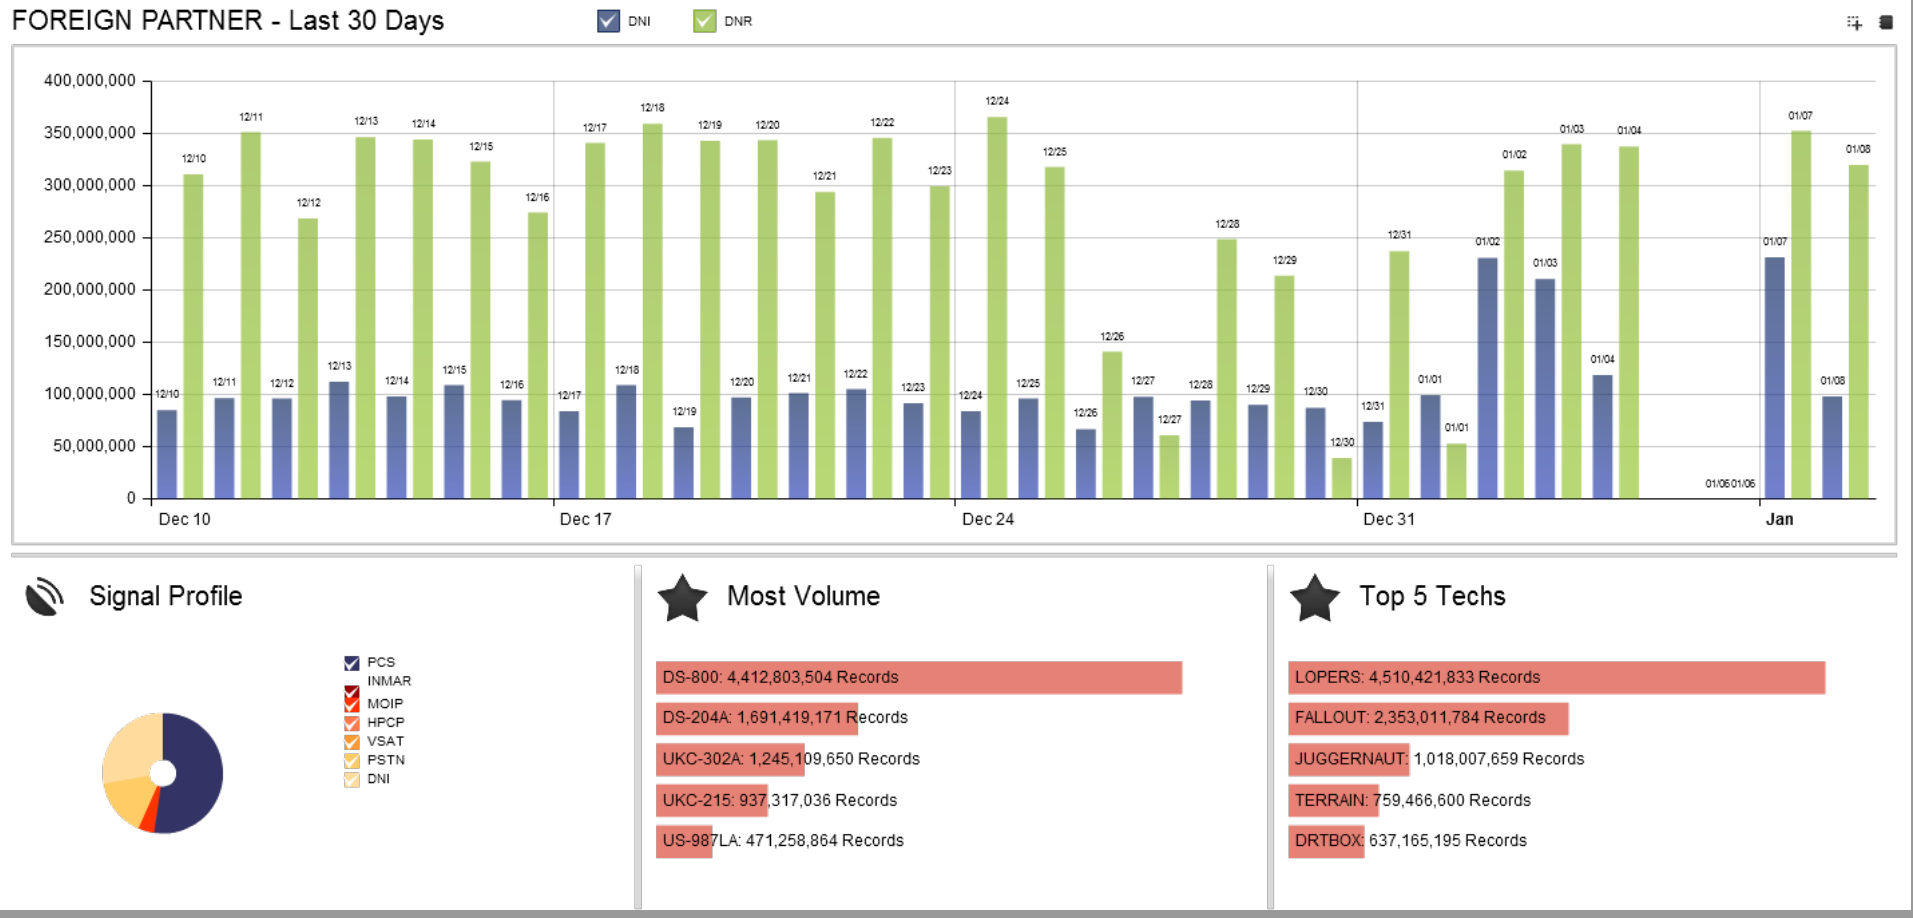 FOREIGN PARTNER - Last 30 Days
DNI
DNR
400,000,000
350,000,000
300,000,000
250,000,000
200,000,000
150,000,000
100,000,000
50,000,000
0
12/10
12/10
12/11
12/11
12/12
12/12
12/13
12/13
12/14
12/14
12/15
12/15
12/16
12/16
12/17
12/17
12/18
12/18
12/19
12/19
12/20
12/20
12/21
12/21
12/22
12/22
12/23
12/23
12/24
12/24
12/25
12/25
12/26
12/26
12/27
12/27
12/28
12/28
12/29
12/29
12/30
12/30
12/31
12/31
01/01
01/01
01/02
01/02
01/03
01/03
01/04
01/04
01/06
01/06
01/07
01/07
01/08
01/08
Dec 10
Dec 17
Dec 24
Dec 31
Jan
Signal Profile
PCS
INMAR
MOIP
HPCP
VSAT
PSTN
DNI
Most Volume
DS-800: 4,412,803,504 Records
DS-204A: 1,691,419,171 Records
UKC-302A: 1,245,109,650 Records
UKC-215: 937,317,036 Records
US-987LA: 471,258,864 Records
Top 5 Techs
LOPERS: 4,510,421,833 Records
FALLOUT: 2,353,011,784 Records
JUGGERNAUT: 1,018,007,659 Records
TERRAIN: 759,466,600 Records
DRTBOX: 637,165,195 Records